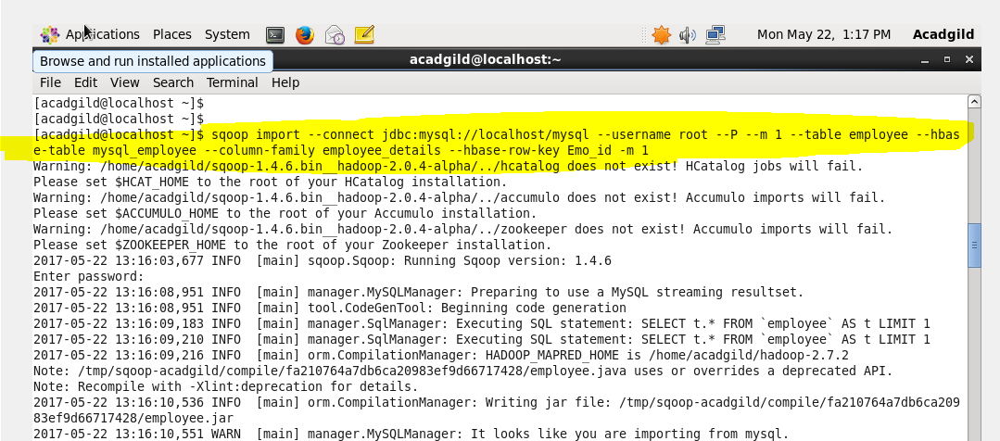 Applications Places System Mon May 22, 1:17 PM Acadgild
Browse and run installed applications acadgild@localhost:~
File Edit View Search Terminal Help
[acadgild@localhost ~]$
[acadgild@localhost ~]$
[acadgild@localhost ~]$ sqoop import --connect jdbc:mysql://localhost/mysql --username root --P --m 1 --table employee --hbas
e-table mysql_employee --column-family employee_details --hbase-row-key Emo_id -m 1
Warning: /home/acadgild/sqoop-1.4.6.bin__hadoop-2.0.4-alpha/../hcatalog does not exist! HCatalog jobs will fail.
Please set $HCAT_HOME to the root of your HCatalog installation.
Warning: /home/acadgild/sqoop-1.4.6.bin__hadoop-2.0.4-alpha/../accumulo does not exist! Accumulo imports will fail.
Please set $ACCUMULO_HOME to the root of your Accumulo installation.
Warning: /home/acadgild/sqoop-1.4.6.bin__hadoop-2.0.4-alpha/../zookeeper does not exist! Accumulo imports will fail.
Please set $ZOOKEEPER_HOME to the root of your Zookeeper installation.
2017-05-22 13:16:03,677 INFO  [main] sqoop.Sqoop: Running Sqoop version: 1.4.6
Enter password:
2017-05-22 13:16:08,951 INFO  [main] manager.MySQLManager: Preparing to use a MySQL streaming resultset.
2017-05-22 13:16:08,951 INFO  [main] tool.CodeGenTool: Beginning code generation
2017-05-22 13:16:09,183 INFO  [main] manager.SqlManager: Executing SQL statement: SELECT t.* FROM `employee` AS t LIMIT 1
2017-05-22 13:16:09,210 INFO  [main] manager.SqlManager: Executing SQL statement: SELECT t.* FROM `employee` AS t LIMIT 1
2017-05-22 13:16:09,216 INFO  [main] orm.CompilationManager: HADOOP_MAPRED_HOME is /home/acadgild/hadoop-2.7.2
Note: /tmp/sqoop-acadgild/compile/fa210764a7db6ca20983ef9d66717428/employee.java uses or overrides a deprecated API.
Note: Recompile with -Xlint:deprecation for details.
2017-05-22 13:16:10,536 INFO  [main] orm.CompilationManager: Writing jar file: /tmp/sqoop-acadgild/compile/fa210764a7db6ca209
83ef9d66717428/employee.jar
2017-05-22 13:16:10,551 WARN  [main] manager.MySQLManager: It looks like you are importing from mysql.